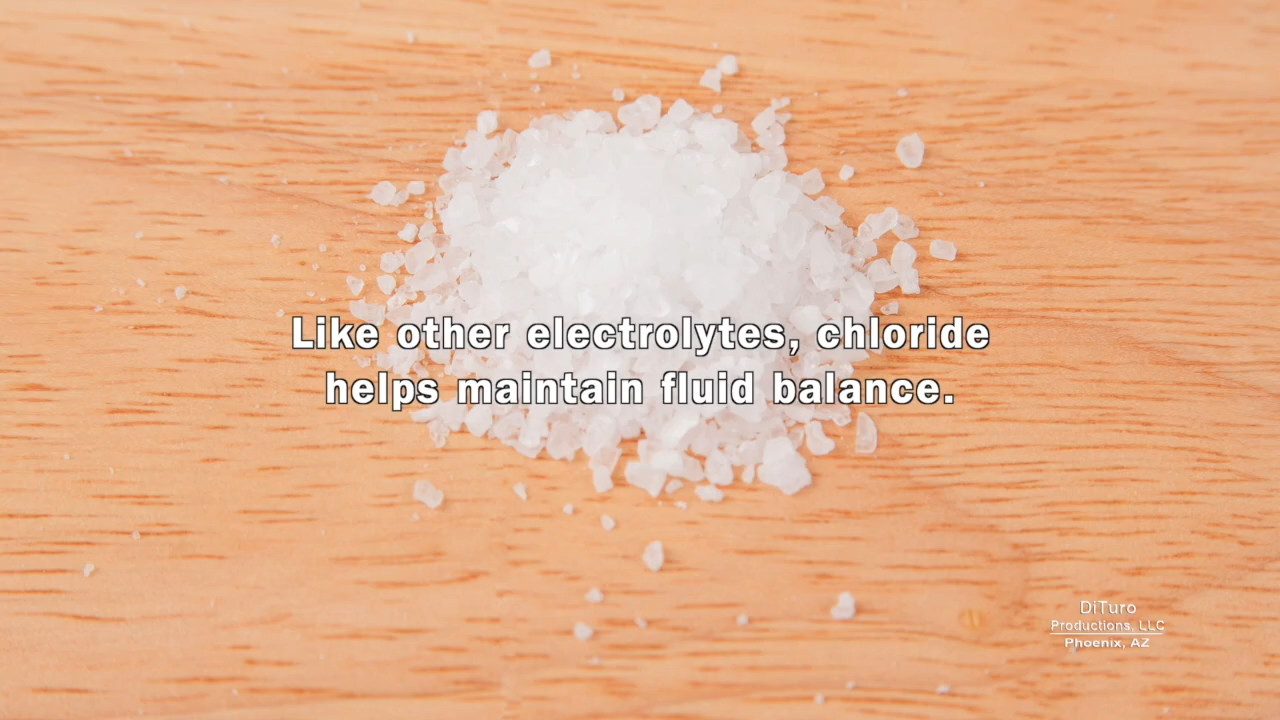 Like other electrolytes, chloride
helps maintain fluid balance.
DiTuro
Productions, LLC
Phoenix, AZ